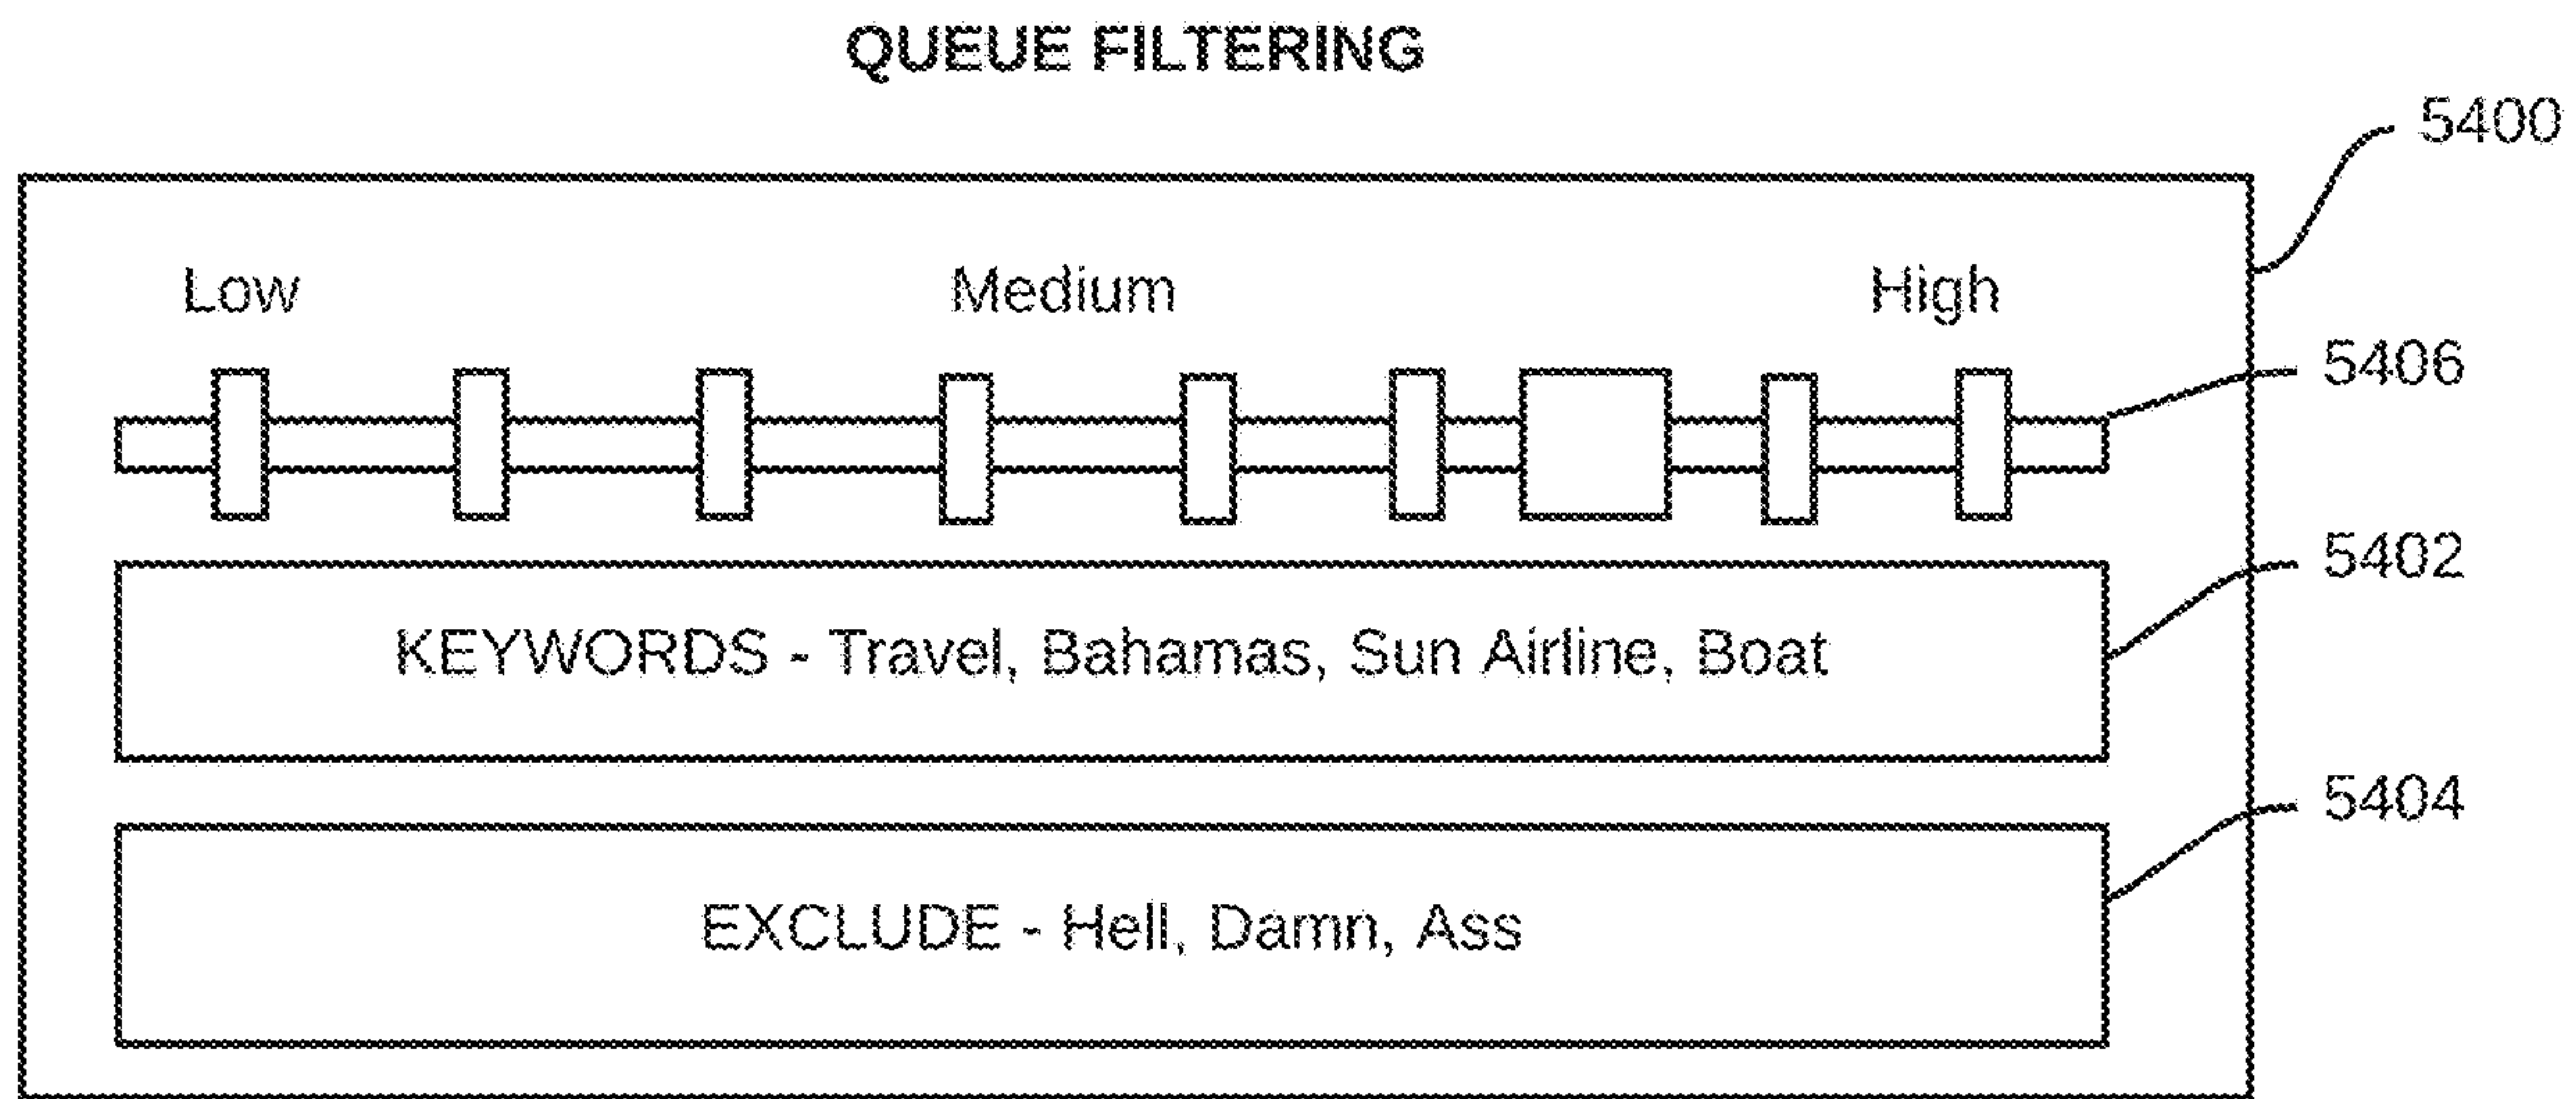 QUEUE FILTERING
5400
Low Medium High
5406
5402
KEYWORDS - Travel, Bahamas, Sun Airline, Boat
5404
EXCLUDE - Hell, Damn, Ass